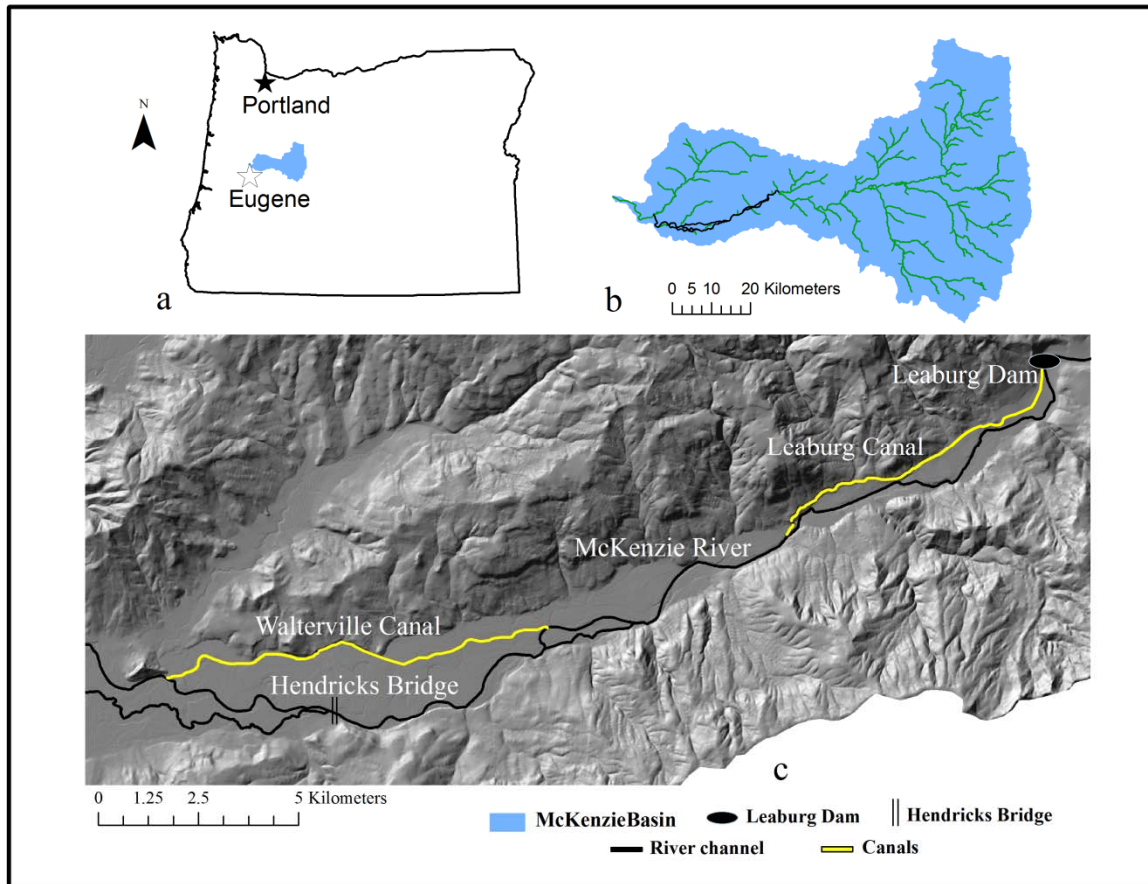 N
Portland
Eugene
a
b
0 5 10 20 Kilometers
Leaburg Dam
Leaburg Canal
McKenzie River
Walterville Canal
Hendricks Bridge
c
0 1.25 2.5 5 Kilometers
McKenzieBasin Leaburg Dam Hendricks Bridge
River channel Canals